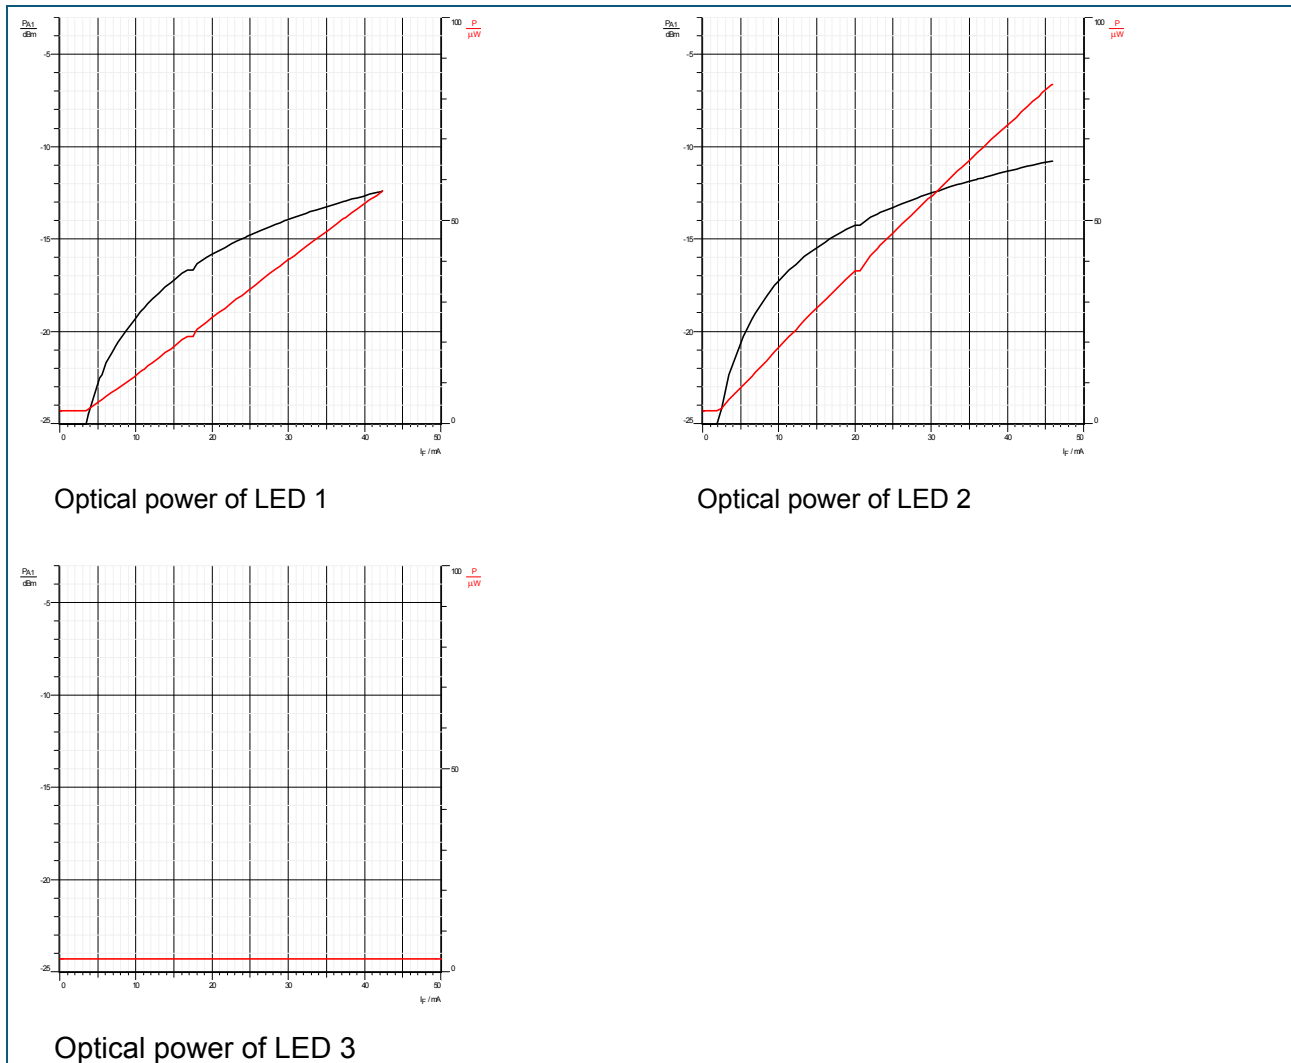 PA1 100 P
dBm µW
-5
-10
-15 50
-20
-25 0
0 10 20 30 40 50
IF / mA
Optical power of LED 1
PA1 100 P
dBm µW
-5
-10
-15 50
-20
-25 0
0 10 20 30 40 50
IF / mA
Optical power of LED 2
PA1 100 P
dBm µW
-5
-10
-15 50
-20
-25 0
0 10 20 30 40 50
IF / mA
Optical power of LED 3